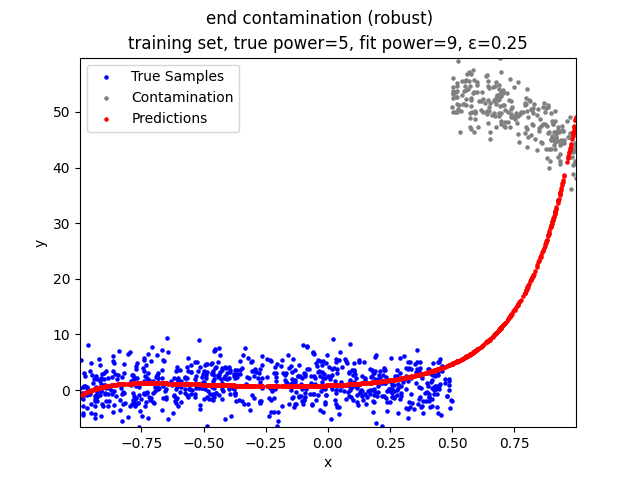 end contamination (robust)
training set, true power=5, fit power=9, ε=0.25
True Samples
Contamination
Predictions
y
50
40
30
20
10
0
−0.75
−0.50
−0.25
0.00
0.25
0.50
0.75
x